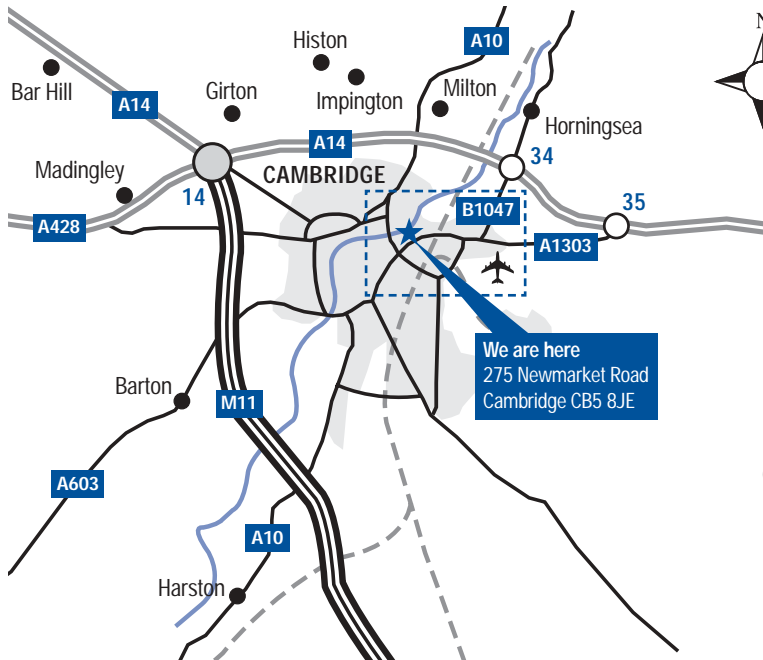 N
A10
Histon
Bar Hill
Impington
Milton
Girton
A14
Horningsea
A14
34
Madingley
CAMBRIDGE
14
35
B1047
A428
A1303
We are here
275 Newmarket Road
Cambridge CB5 8JE
Barton
M11
A603
A10
Harston